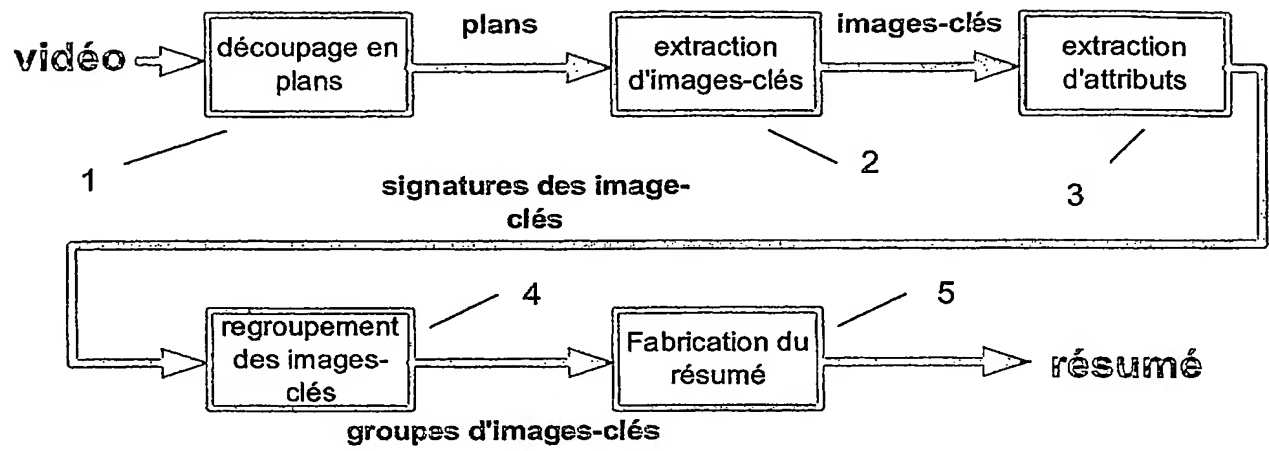 vidéo
découpage en
plans
plans
extraction
d'images-clés
images-clés
extraction
d'attributs
1
2
3
signatures des image-
clés
regroupement
des images-
clés
4
Fabrication du
résumé
5
résumé
groupes d'images-clés